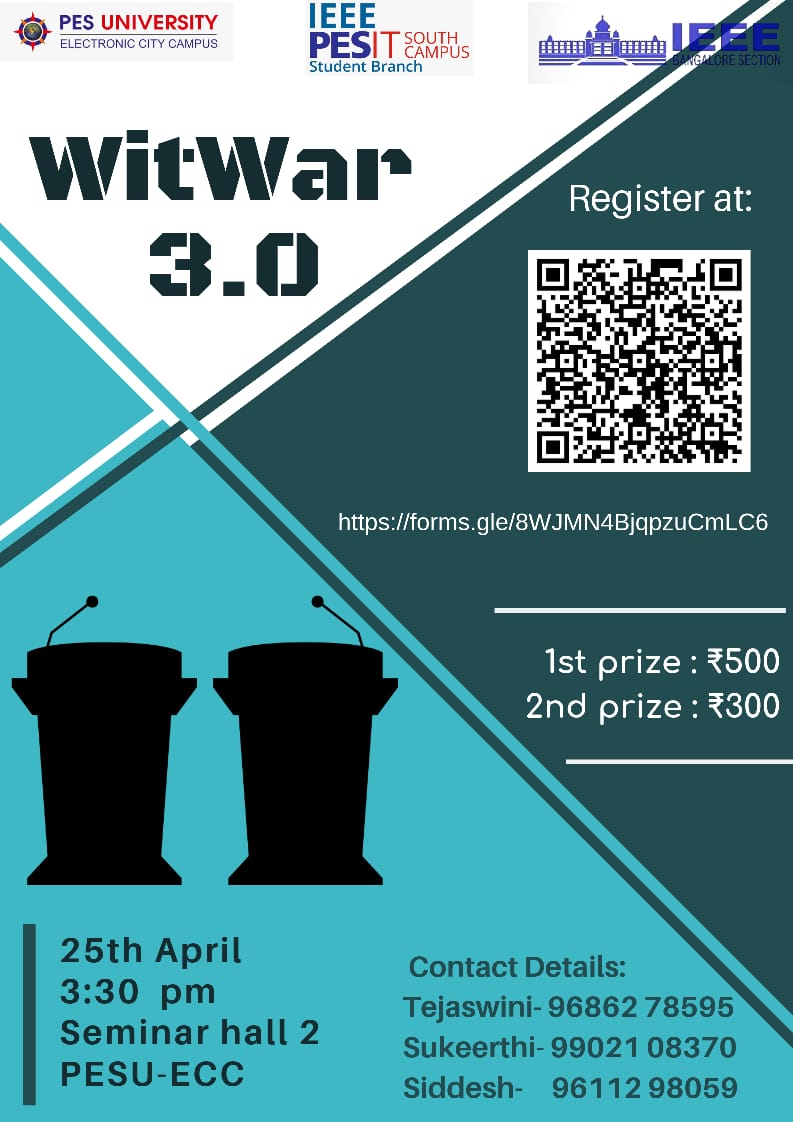 PES UNIVERSITY
ELECTRONIC CITY CAMPUS
IEEE
PESIT SOUTH CAMPUS
Student Branch
IEEE
BANGALORE SECTION
WitWar
3.0
Register at:
https://forms.gle/8WJMN4BjqpzuCmLC6
1st prize : ₹500
2nd prize : ₹300
25th April
3:30 pm
Seminar hall 2
PESU-ECC
Contact Details:
Tejaswini- 96862 78595
Sukeerthi- 99021 08370
Siddesh- 96112 98059